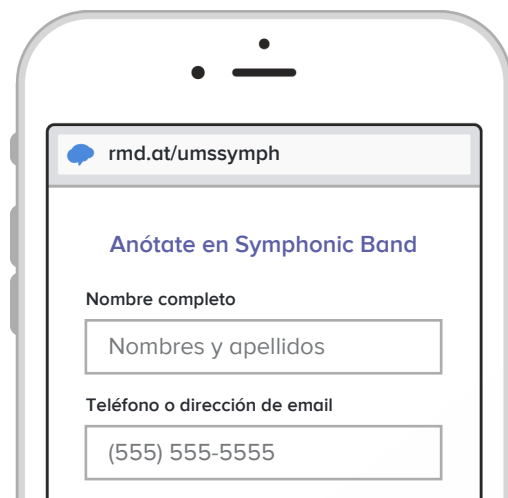 rmd.at/umssymph
Anótate en Symphonic Band
Nombre completo
Nombres y apellidos
Teléfono o dirección de email
(555) 555-5555